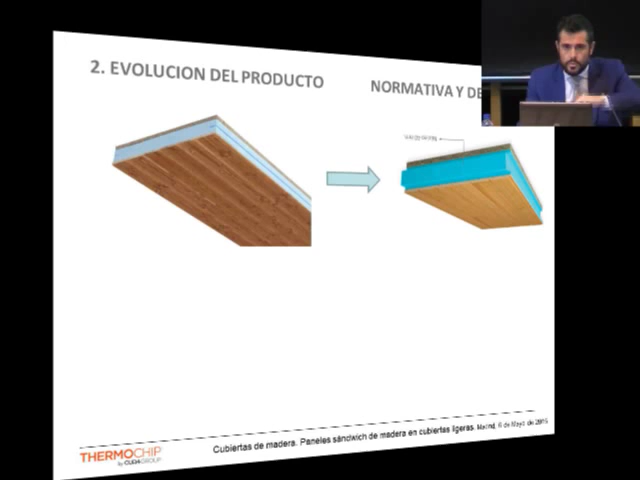 2. EVOLUCION DEL PRODUCTO
NORMATIVA Y DE
THERMOCHIP
by CUPA GROUP
Cubiertas de madera. Paneles sándwich de madera en cubiertas ligeras. Madrid, 6 de Mayo de 2015